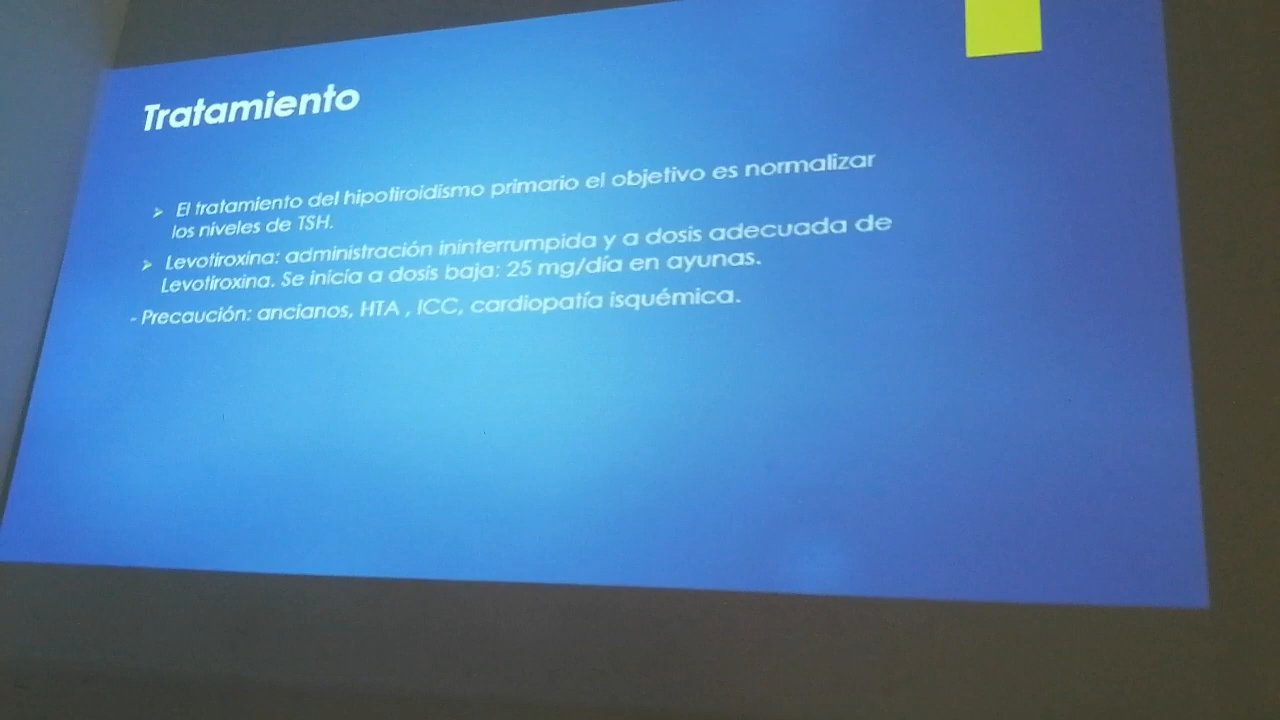 Tratamiento
➢ El tratamiento del hipotiroidismo primario el objetivo es normalizar
los niveles de TSH.
➢ Levotiroxina: administración ininterrumpida y a dosis adecuada de
Levotiroxina. Se inicia a dosis baja: 25 mg/día en ayunas.
- Precaución: ancianos, HTA , ICC, cardiopatía isquémica.